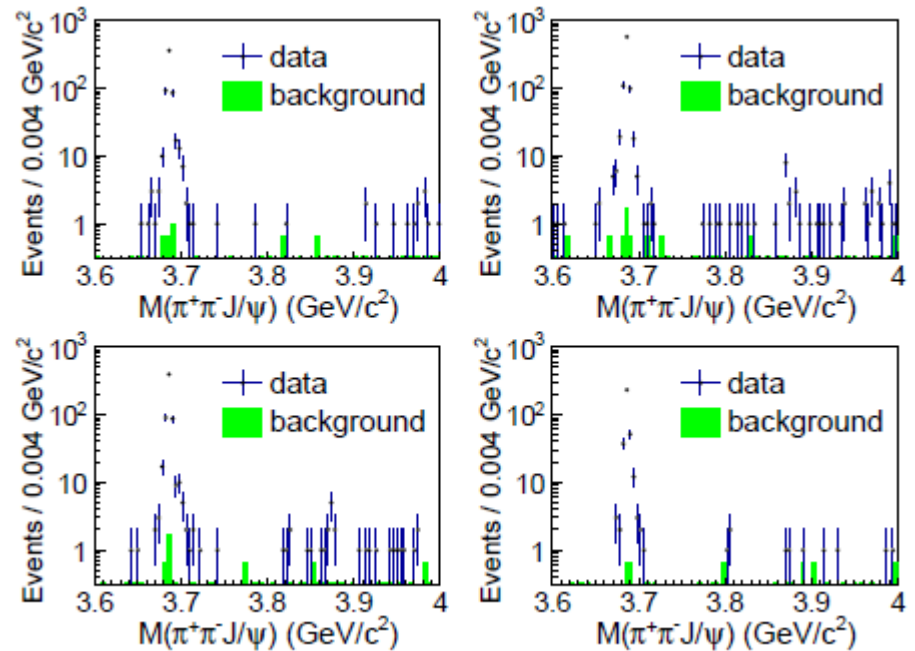 Events / 0.004 GeV/c²
10³
10²
10
1
data
background
3.6 3.7 3.8 3.9 4
M(π⁺π⁻J/ψ) (GeV/c²)
Events / 0.004 GeV/c²
10³
10²
10
1
data
background
3.6 3.7 3.8 3.9 4
M(π⁺π⁻J/ψ) (GeV/c²)
Events / 0.004 GeV/c²
10³
10²
10
1
data
background
3.6 3.7 3.8 3.9 4
M(π⁺π⁻J/ψ) (GeV/c²)
Events / 0.004 GeV/c²
10³
10²
10
1
data
background
3.6 3.7 3.8 3.9 4
M(π⁺π⁻J/ψ) (GeV/c²)